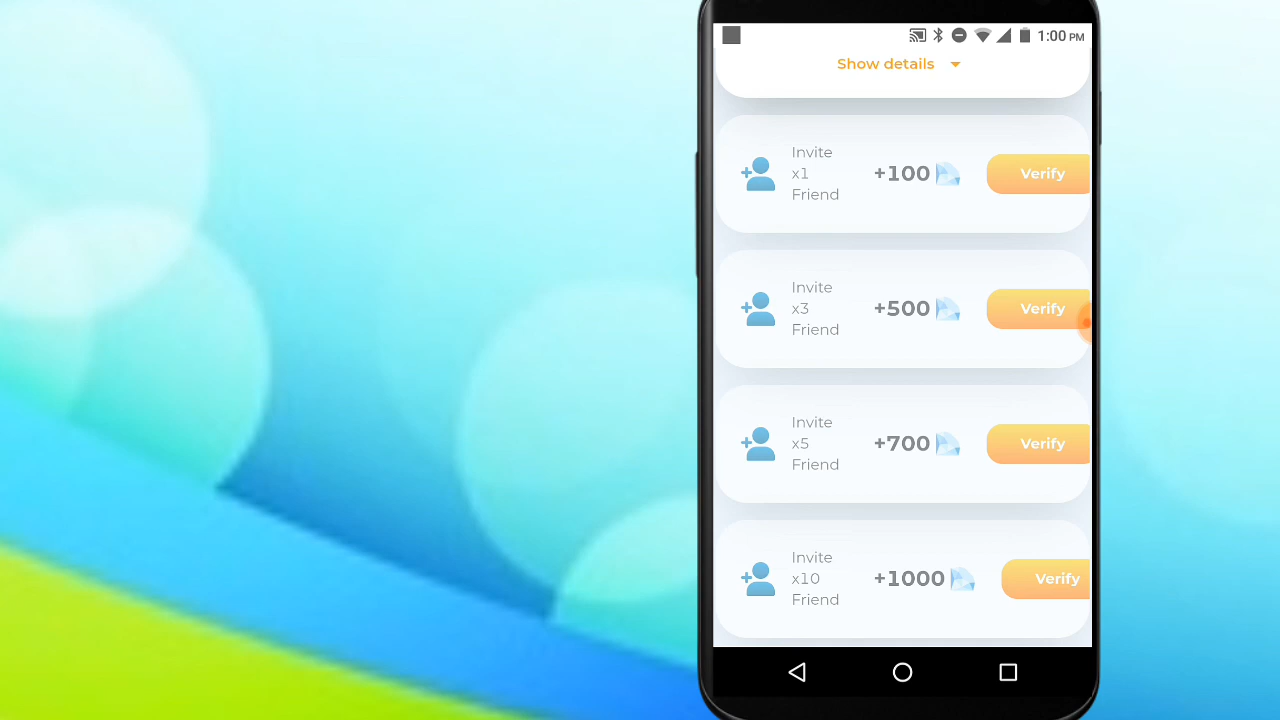 1:00 PM
Show details
Invite
x1
Friend
+100
Verify
Invite
x3
Friend
+500
Verify
Invite
x5
Friend
+700
Verify
Invite
x10
Friend
+1000
Verify